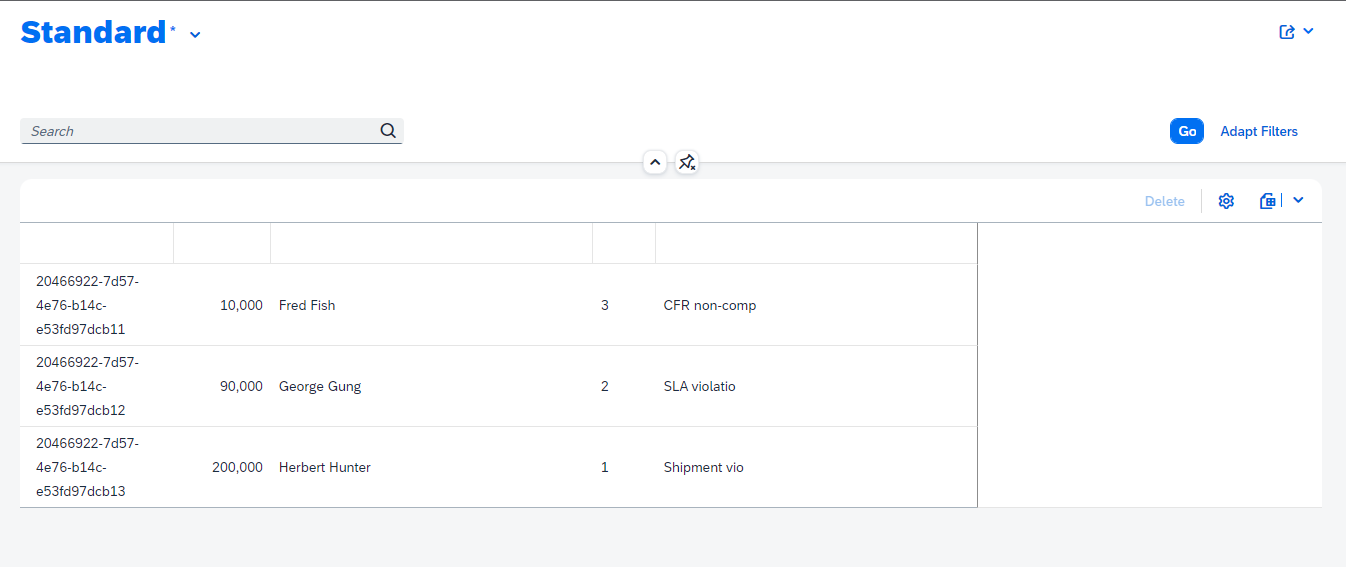 Standard*
Search
Go Adapt Filters
Delete
20466922-7d57-
4e76-b14c-
e53fd97dcb11
10,000 Fred Fish 3 CFR non-comp
20466922-7d57-
4e76-b14c-
e53fd97dcb12
90,000 George Gung 2 SLA violatio
20466922-7d57-
4e76-b14c-
e53fd97dcb13
200,000 Herbert Hunter 1 Shipment vio